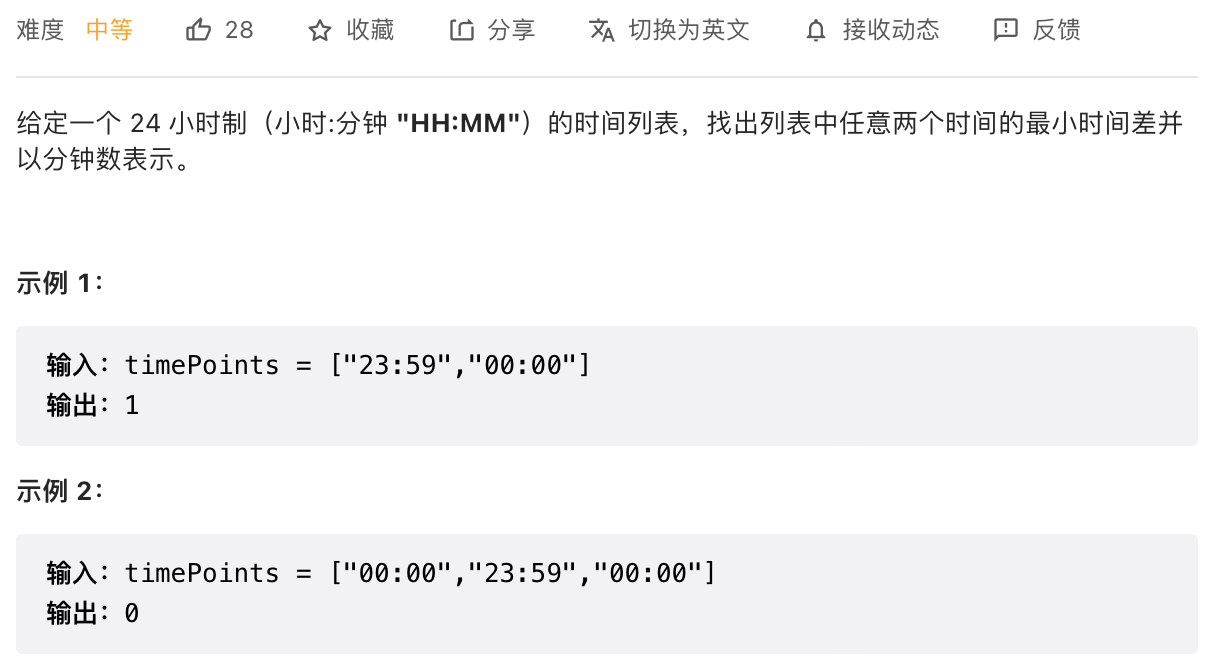 难度 中等 28 收藏 分享 切换为英文 接收动态 反馈
给定一个 24 小时制（小时:分钟 "HH:MM"）的时间列表，找出列表中任意两个时间的最小时间差并
以分钟数表示。
示例 1：
输入：timePoints = ["23:59","00:00"]
输出：1
示例 2：
输入：timePoints = ["00:00","23:59","00:00"]
输出：0